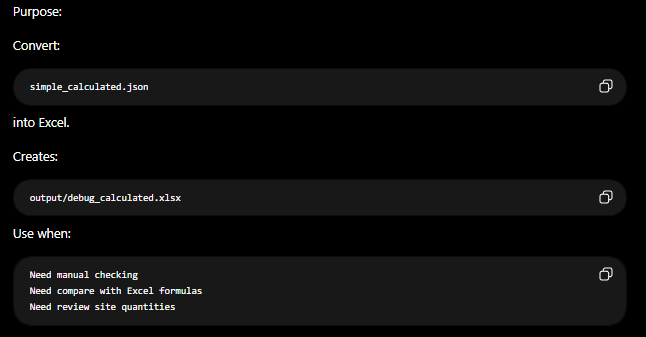 Purpose:
Convert:
simple_calculated.json
into Excel.
Creates:
output/debug_calculated.xlsx
Use when:
Need manual checking
Need compare with Excel formulas
Need review site quantities